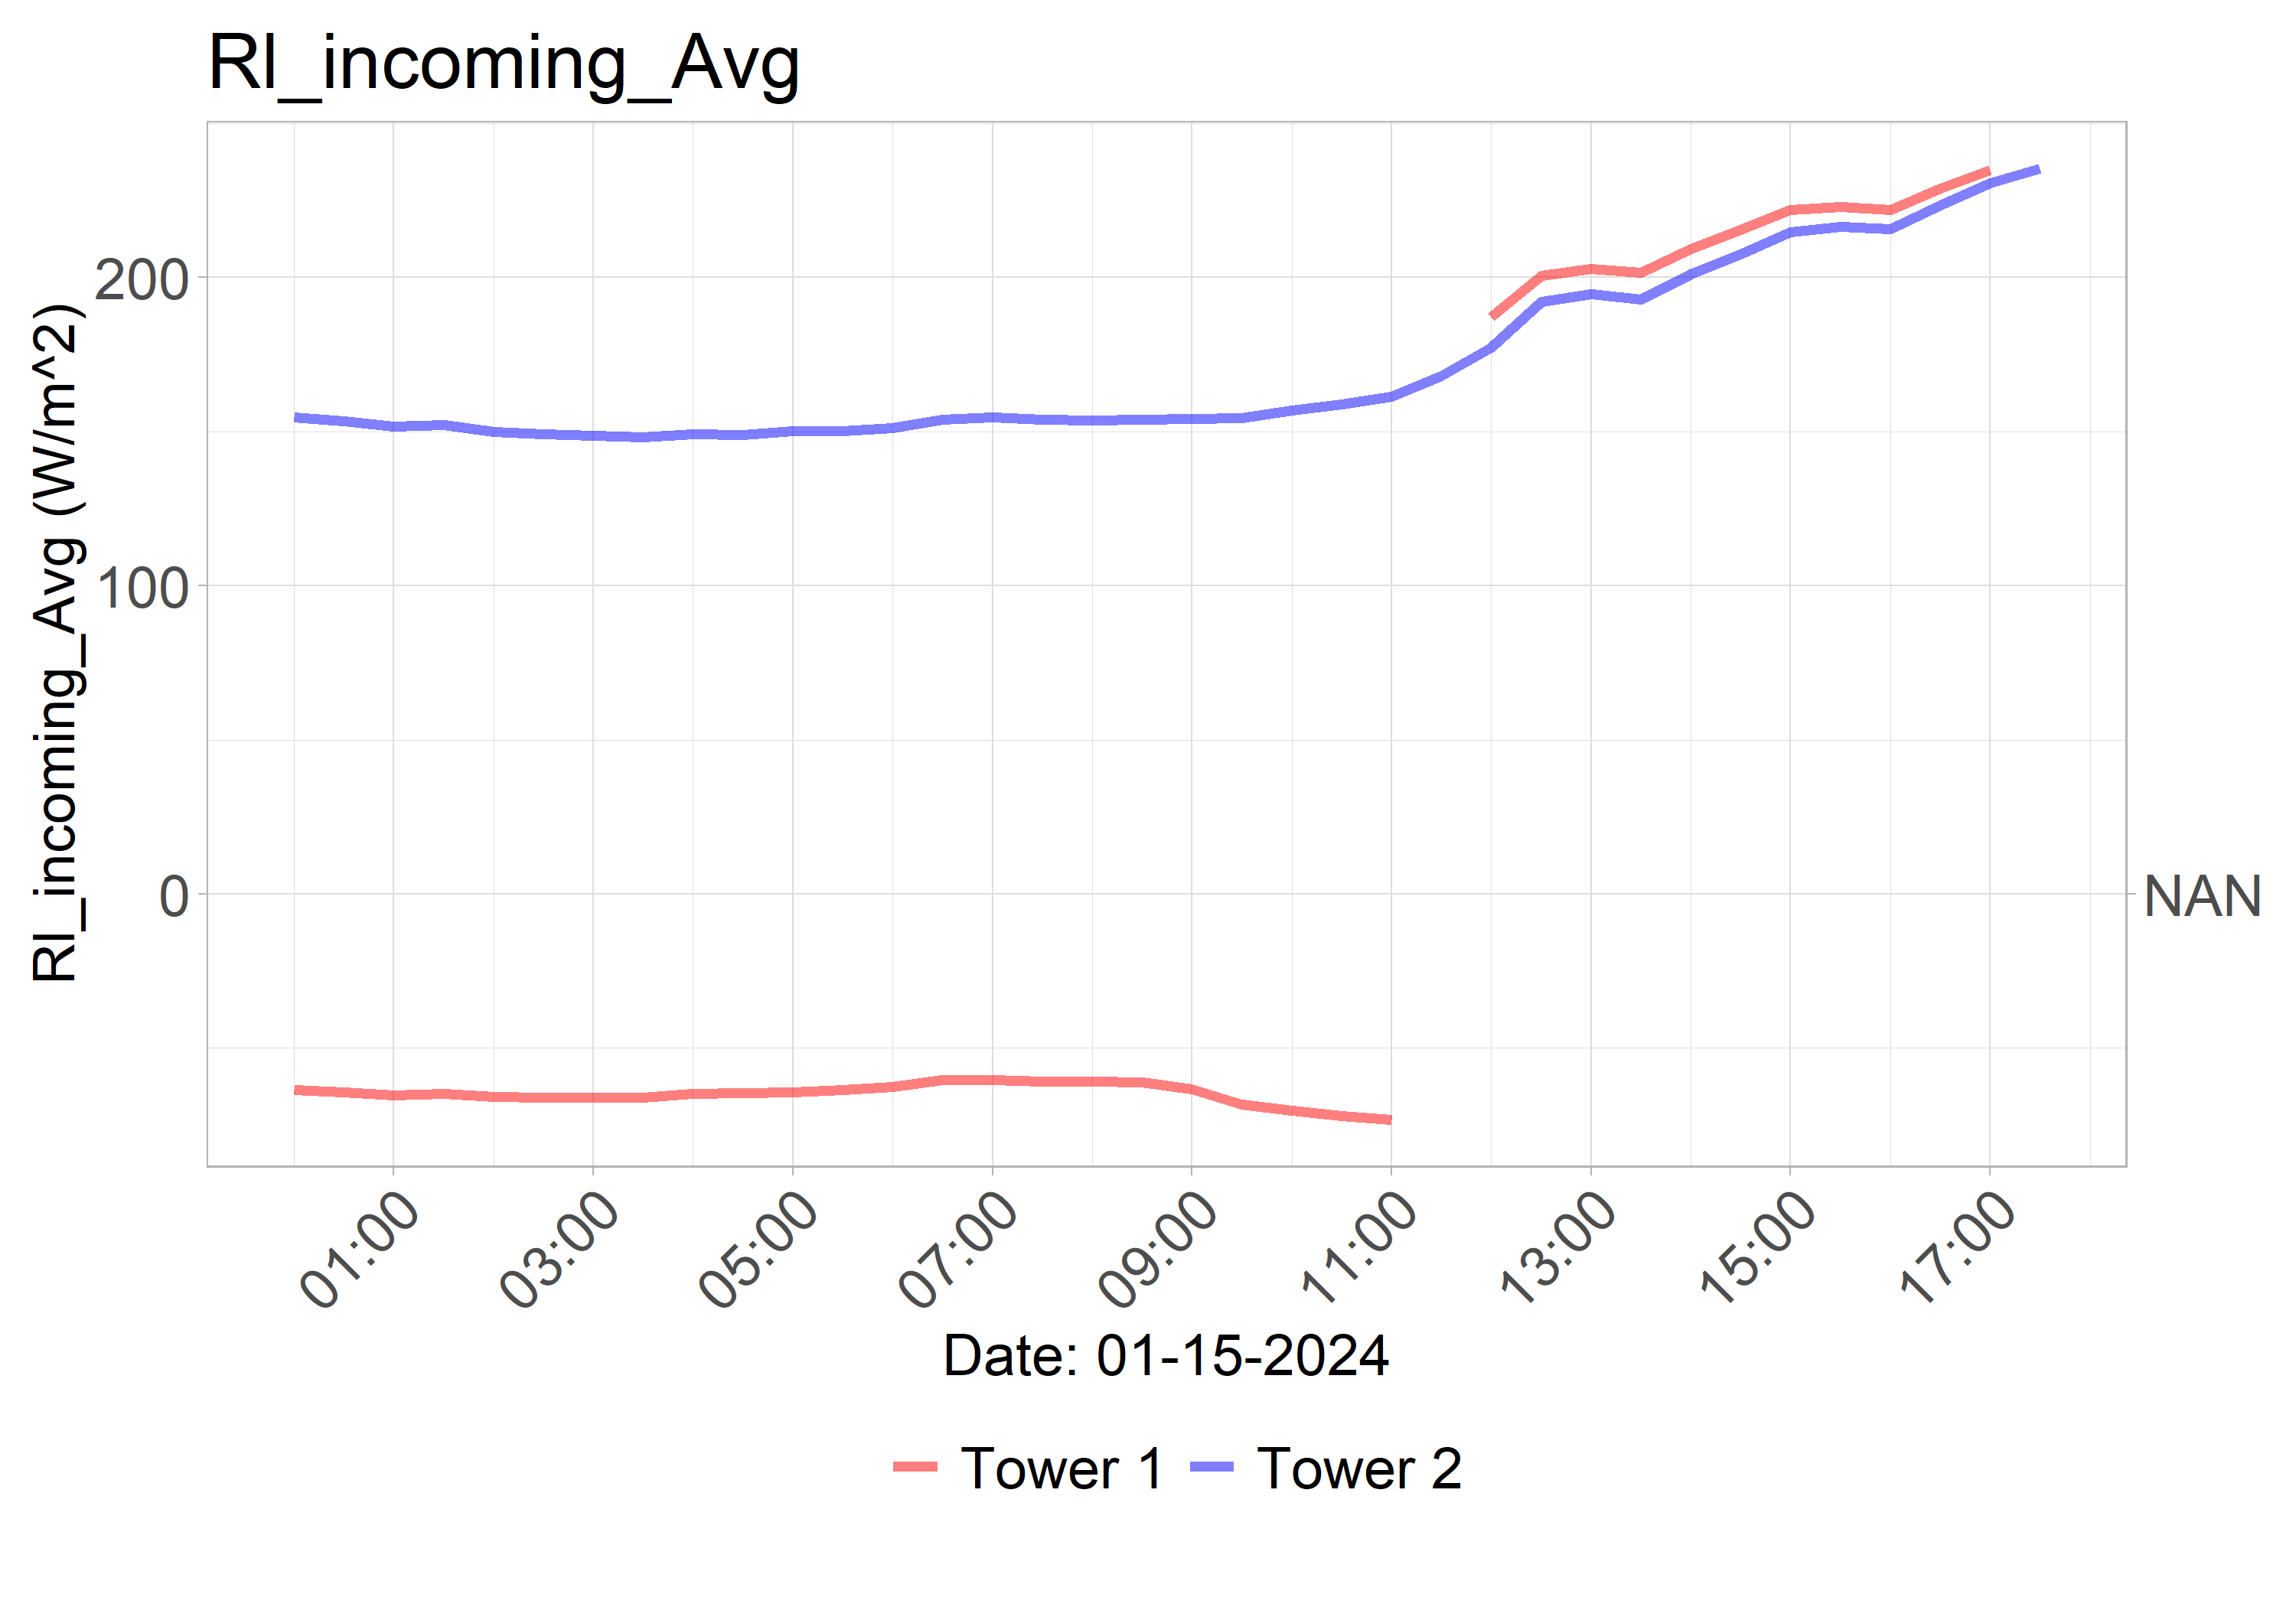 Rl_incoming_Avg
Rl_incoming_Avg (W/m^2)
200
100
0
NAN
01:00
03:00
05:00
07:00
09:00
11:00
13:00
15:00
17:00
Date: 01-15-2024
Tower 1
Tower 2